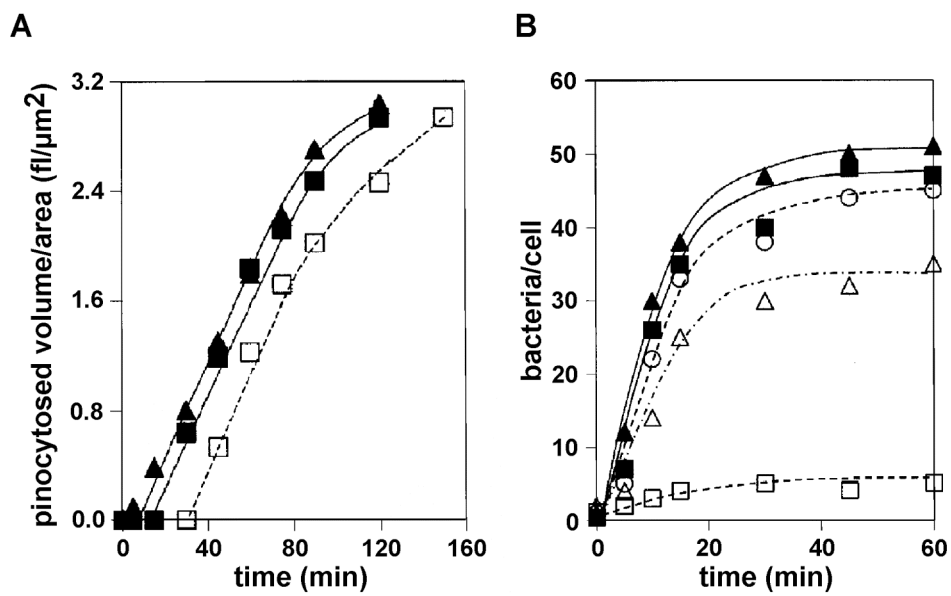 A
B
pinocytosed volume/area (fl/µm²)
3.2
2.4
1.6
0.8
0.0
0 40 80 120 160
time (min)
bacteria/cell
60
50
40
30
20
10
0
0 20 40 60
time (min)